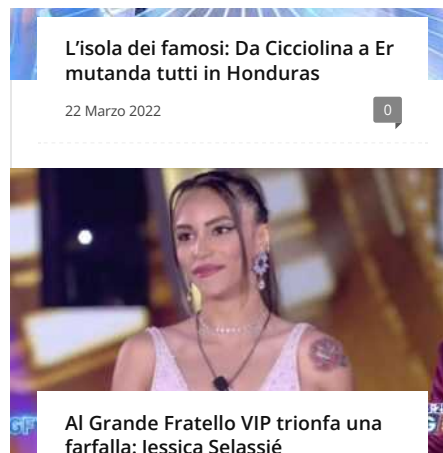 L'isola dei famosi: Da Cicciolina a Er
mutanda tutti in Honduras
22 Marzo 2022
0
Al Grande Fratello VIP trionfa una
farfalla: Jessica Selassié
GF